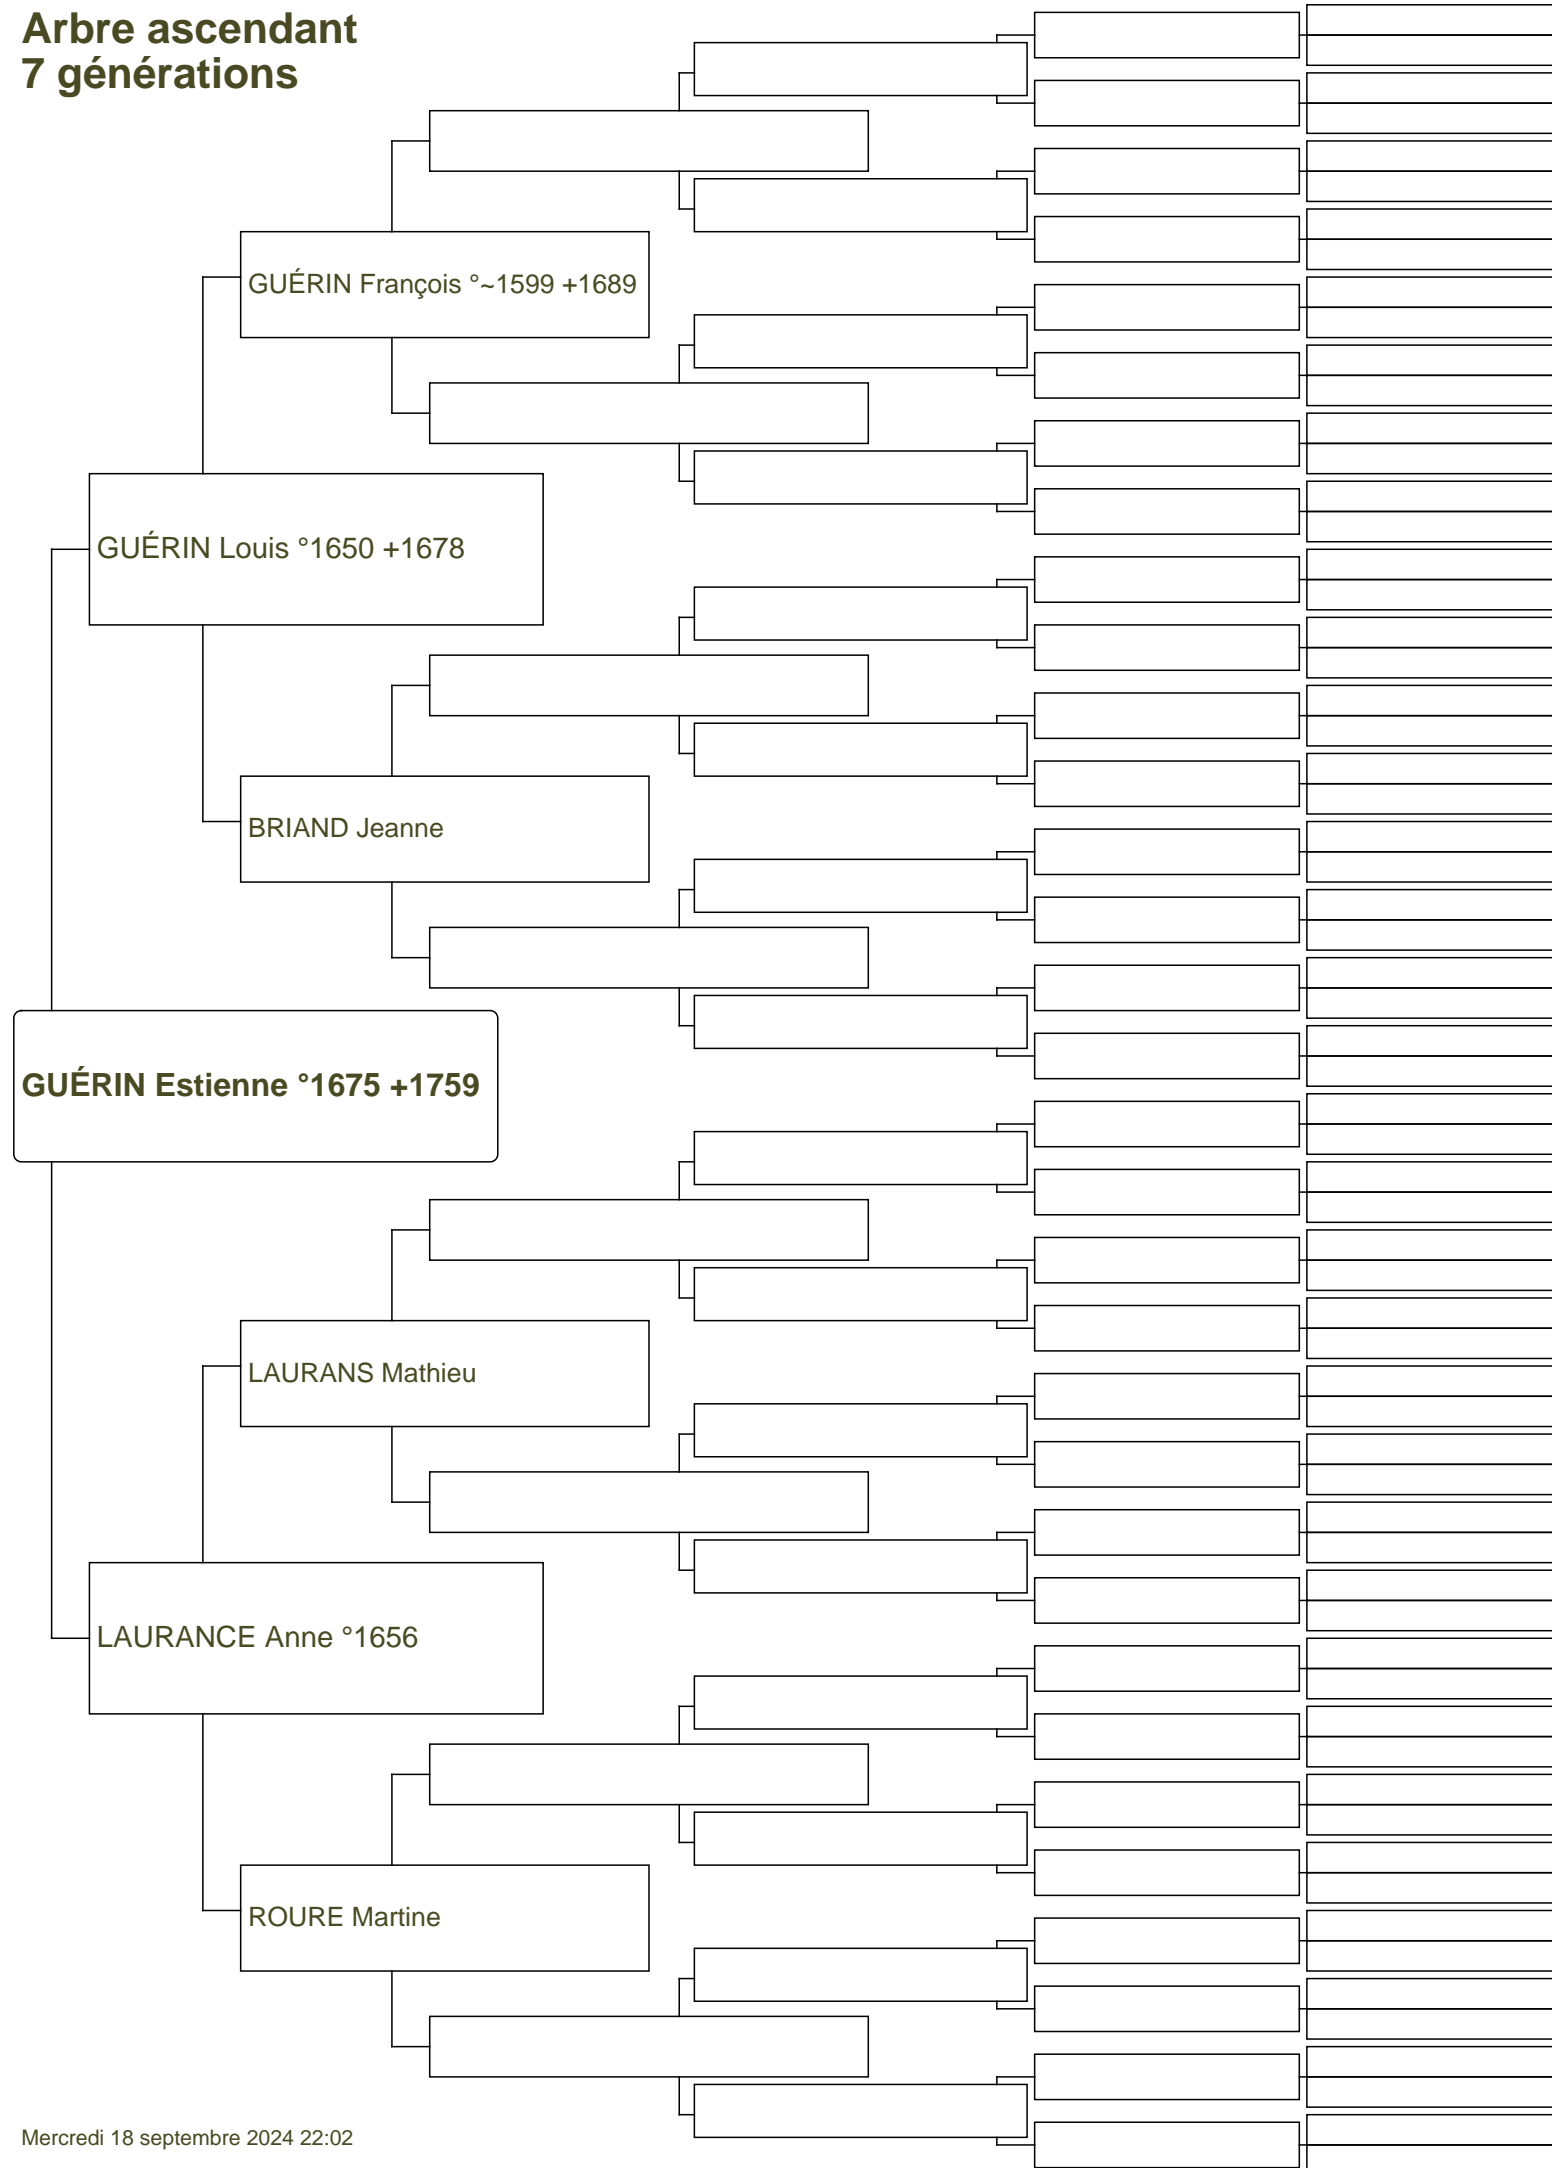 Arbre ascendant
7 générations
GUÉRIN François °~1599 +1689
GUÉRIN Louis °1650 +1678
BRIAND Jeanne
GUÉRIN Estienne °1675 +1759
LAURANS Mathieu
LAURANCE Anne °1656
ROURE Martine
Mercredi 18 septembre 2024 22:02